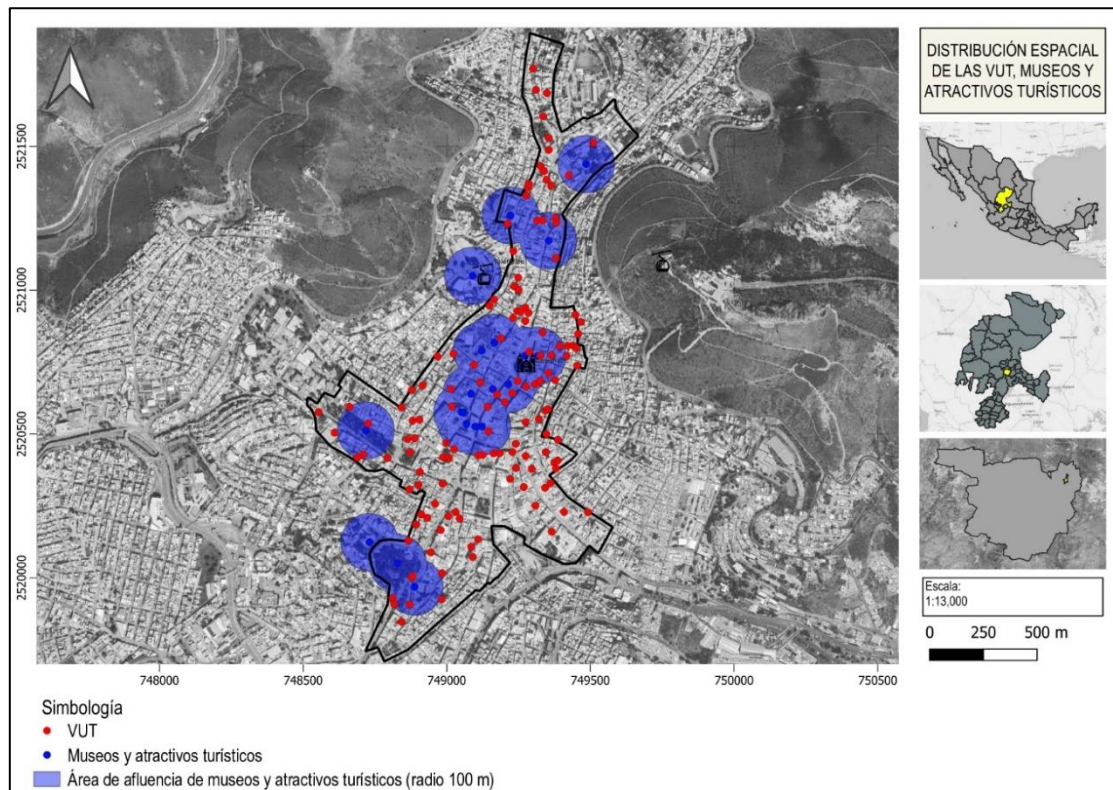 DISTRIBUCIÓN ESPACIAL
DE LAS VUT, MUSEOS Y
ATRACTIVOS TURÍSTICOS
2521500
2521000
2520500
2520000
748000
748500
749000
749500
750000
750500
Escala:
1:13,000
0 250 500 m
Simbología
VUT
Museos y atractivos turísticos
Área de afluencia de museos y atractivos turísticos (radio 100 m)